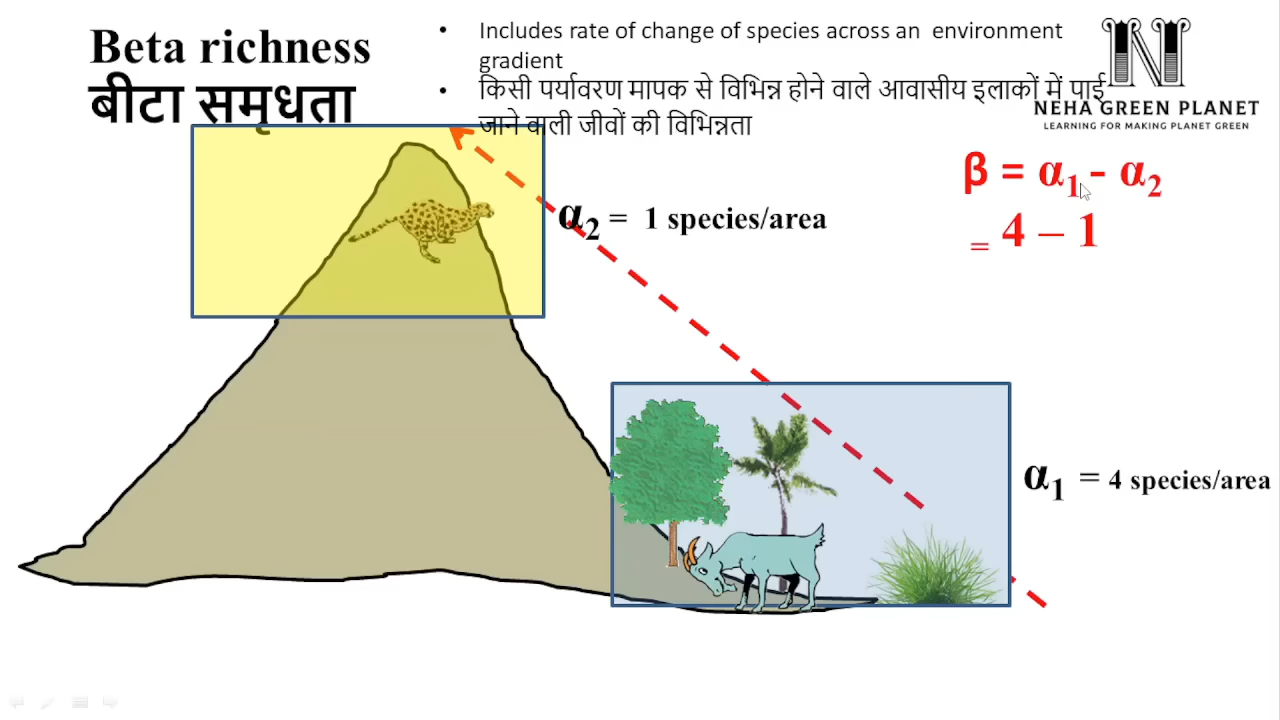 Beta richness
बीटा समृधता
• Includes rate of change of species across an environment
gradient
• किसी पर्यावरण मापक से विभिन्न होने वाले आवासीय इलाकों में पाई
जाने वाली जीवों की विभिन्नता
N
NEHA GREEN PLANET
LEARNING FOR MAKING PLANET GREEN
β = α₁ - α₂
= 4 – 1
α₂ = 1 species/area
α₁ = 4 species/area